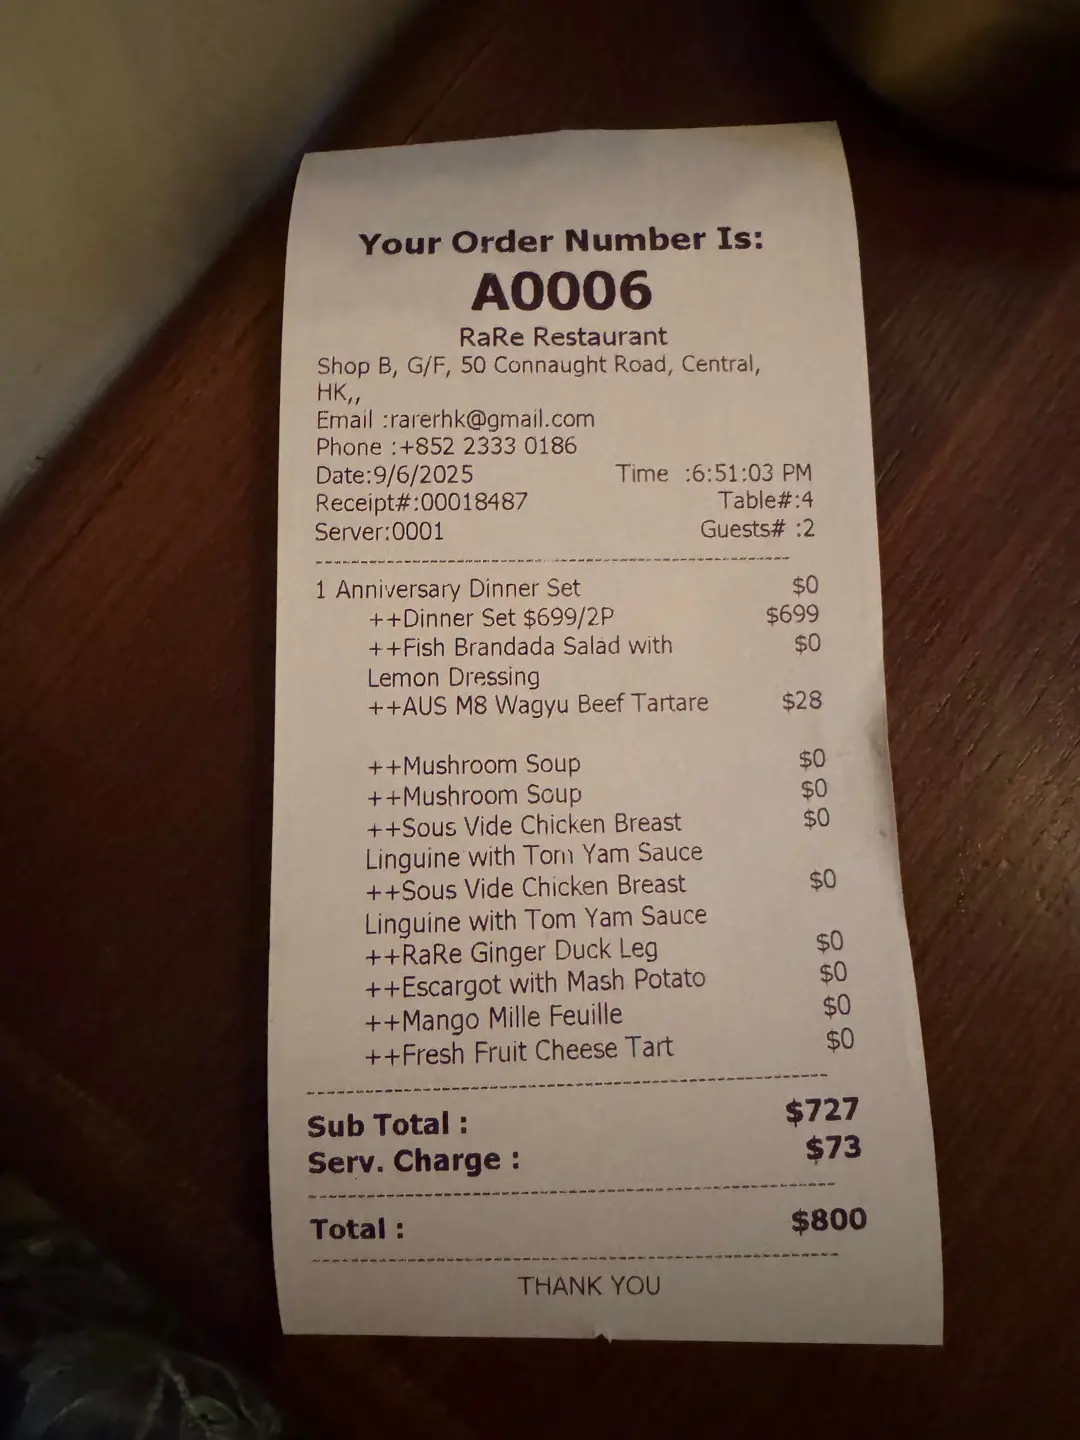 Your Order Number Is:
A0006
RaRe Restaurant
Shop B, G/F, 50 Connaught Road, Central,
HK,,
Email :rarerhk@gmail.com
Phone :+852 2333 0186
Date:9/6/2025 Time :6:51:03 PM
Receipt#:00018487 Table#:4
Server:0001 Guests# :2
1 Anniversary Dinner Set $0
++Dinner Set $699/2P $699
++Fish Brandada Salad with $0
Lemon Dressing
++AUS M8 Wagyu Beef Tartare $28
++Mushroom Soup $0
++Mushroom Soup $0
++Sous Vide Chicken Breast $0
Linguine with Tom Yam Sauce
++Sous Vide Chicken Breast $0
Linguine with Tom Yam Sauce
++RaRe Ginger Duck Leg $0
++Escargot with Mash Potato $0
++Mango Mille Feuille $0
++Fresh Fruit Cheese Tart $0
Sub Total : $727
Serv. Charge : $73
Total : $800
THANK YOU